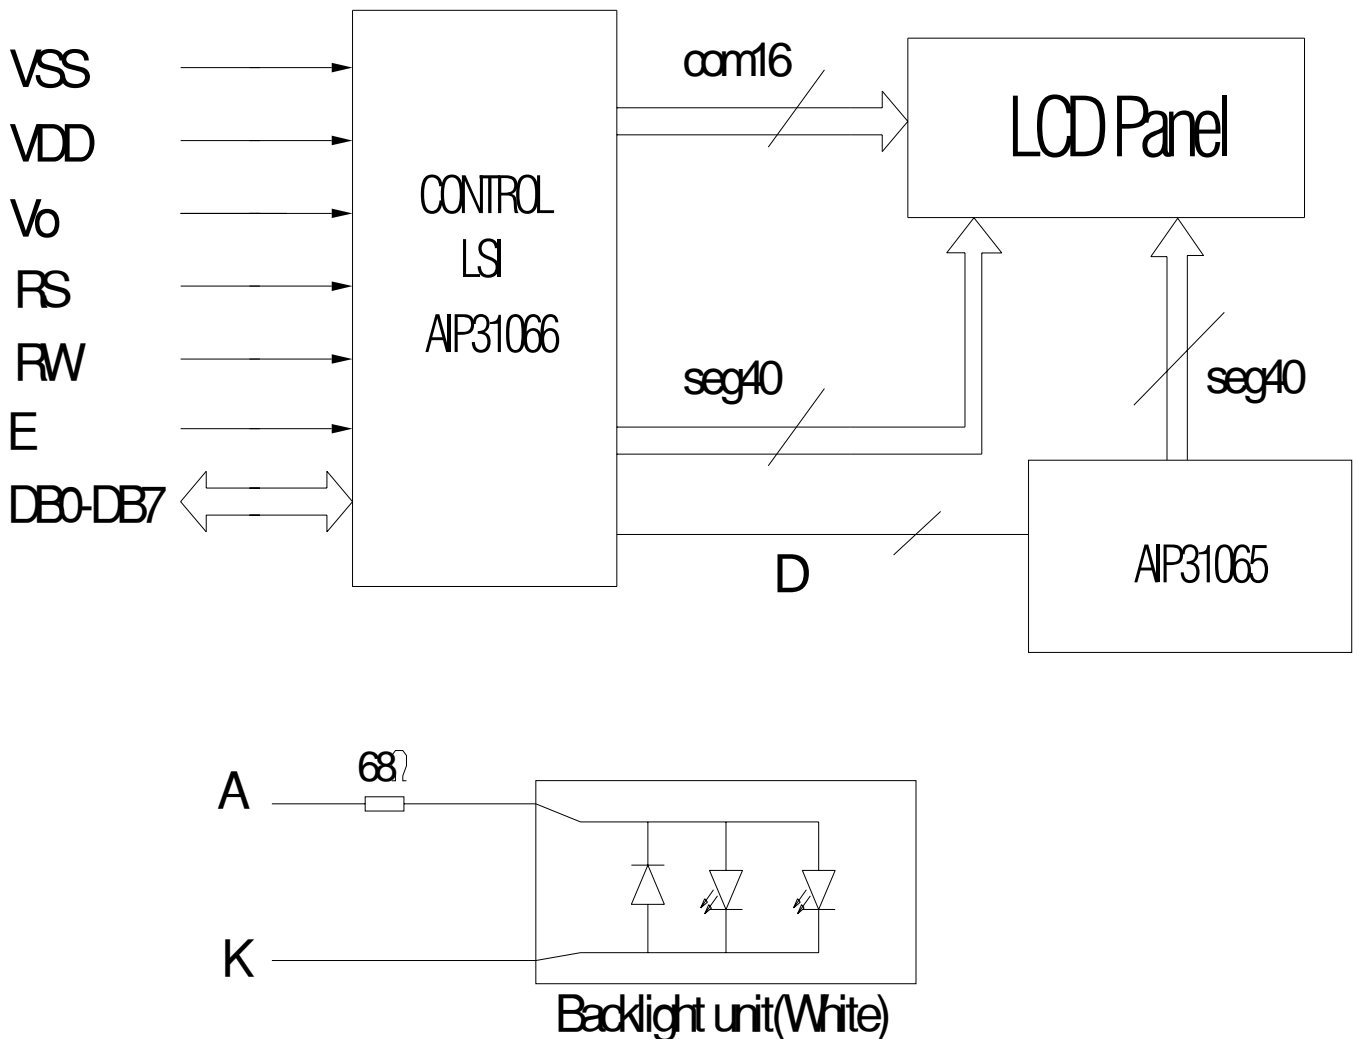 VSS
VDD
Vo
RS
RW
E
DB0-DB7
CONTROL
LSI
AIP31066
com16
LCD Panel
seg40
seg40
D
AIP31065
A
68?
K
Backlight unit(White)